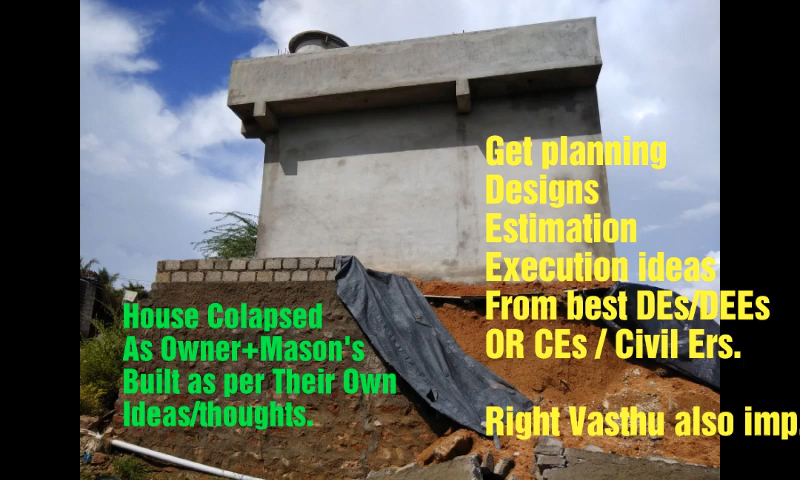 House Colapsed
As Owner+Mason's
Built as per Their Own
Ideas/thoughts.
Get planning
Designs
Estimation
Execution ideas
From best DEs/DEEs
OR CEs / Civil Ers.
Right Vasthu also imp.